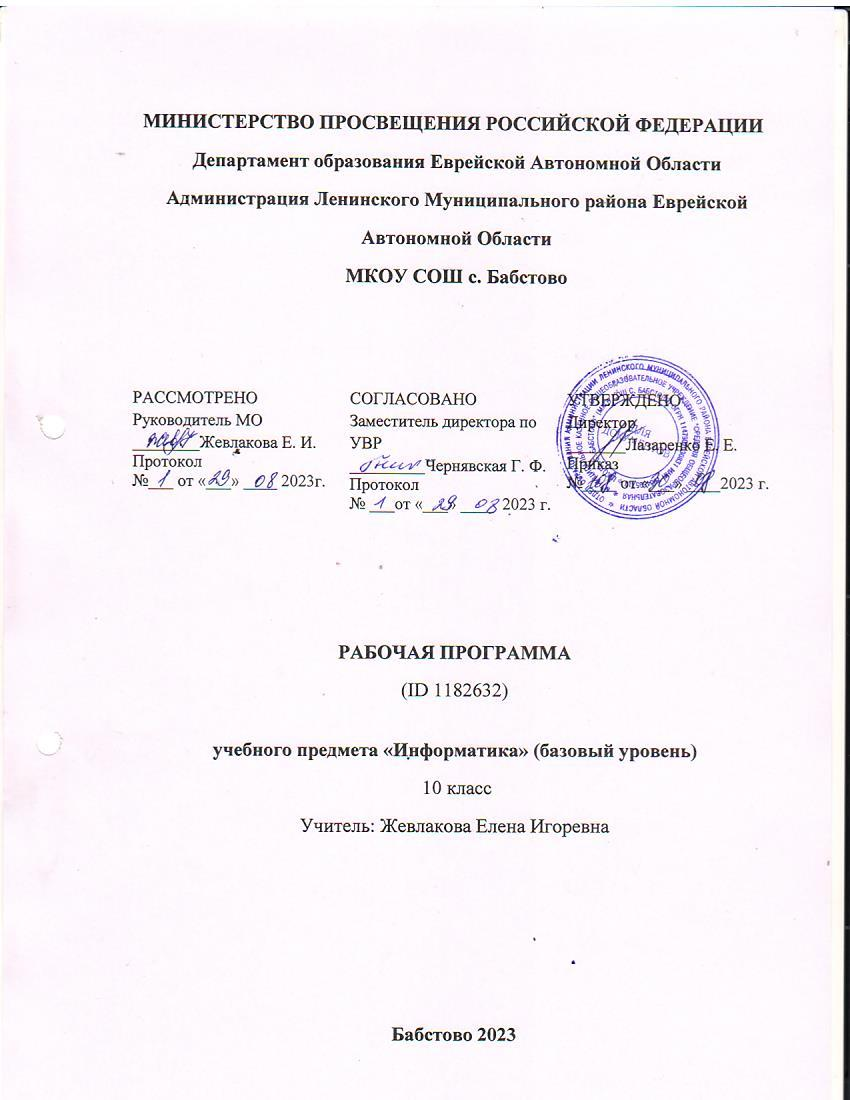 МИНИСТЕРСТВО ПРОСВЕЩЕНИЯ РОССИЙСКОЙ ФЕДЕРАЦИИ
Департамент образования Еврейской Автономной Области
Администрация Ленинского Муниципального района Еврейской
Автономной Области
МКОУ СОШ с. Бабстово
РАССМОТРЕНО
Руководитель МО
Жевлакова Е. И.
Протокол
№ 1 от «29» 08 2023г.
СОГЛАСОВАНО
Заместитель директора по
УВР
Чернявская Г. Ф.
Протокол
№ 1 от «29» 08 2023 г.
УТВЕРЖДЕНО
Директор
Лазаренко Е. Е.
Приказ
№ от « » 2023 г.
РАБОЧАЯ ПРОГРАММА
(ID 1182632)
учебного предмета «Информатика» (базовый уровень)
10 класс
Учитель: Жевлакова Елена Игоревна
Бабстово 2023